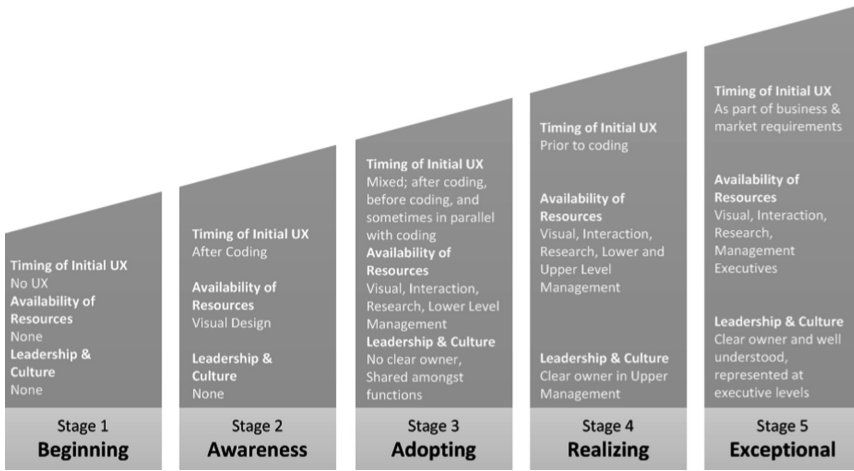 Timing of Initial UX
No UX
Availability of
Resources
None
Leadership &
Culture
None
Stage 1
Beginning
Timing of Initial UX
After Coding
Availability of
Resources
Visual Design
Leadership &
Culture
None
Stage 2
Awareness
Timing of Initial UX
Mixed; after coding,
before coding, and
sometimes in parallel
with coding
Availability of
Resources
Visual, Interaction,
Research, Lower Level
Management
Leadership & Culture
No clear owner,
Shared amongst
functions
Stage 3
Adopting
Timing of Initial UX
Prior to coding
Availability of
Resources
Visual, Interaction,
Research, Lower and
Upper Level
Management
Leadership & Culture
Clear owner in Upper
Management
Stage 4
Realizing
Timing of Initial UX
As part of business &
market requirements
Availability of
Resources
Visual, Interaction,
Research,
Management
Executives
Leadership & Culture
Clear owner and well
understood,
represented at
executive levels
Stage 5
Exceptional